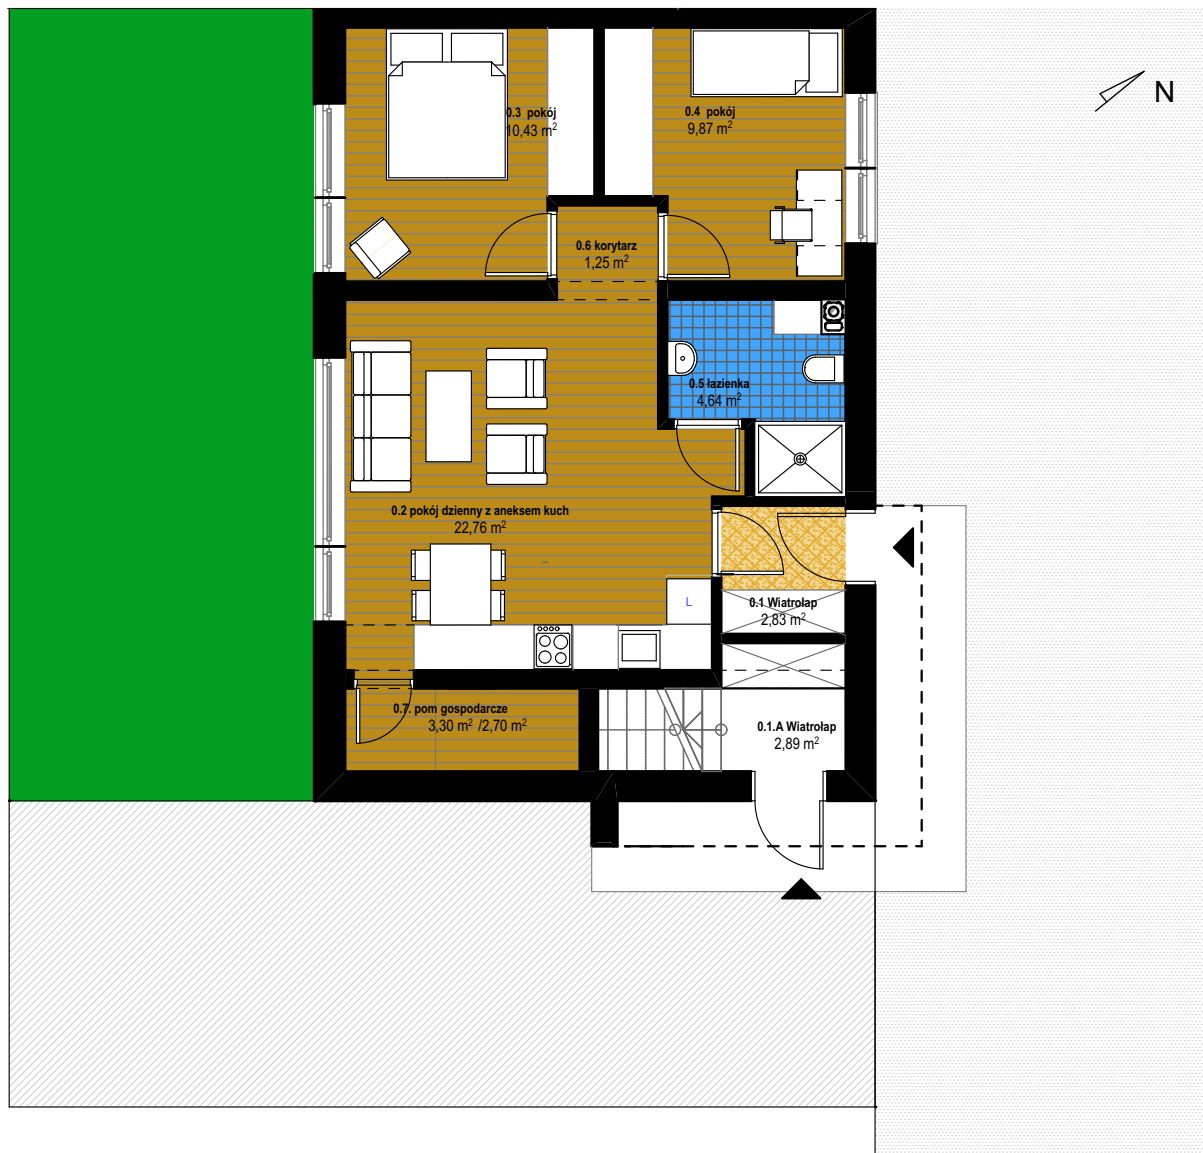 0.3  pokój
10,43 m²
0.4  pokój
9,87 m²
N
0.6 korytarz
1,25 m²
0.5 łazienka
4,64 m²
0.2 pokój dzienny z aneksem kuch
22,76 m²
L
0.1 Wiatrołap
2,83 m²
0.7. pom gospodarcze
3,30 m² /2,70 m²
0.1.A Wiatrołap
2,89 m²